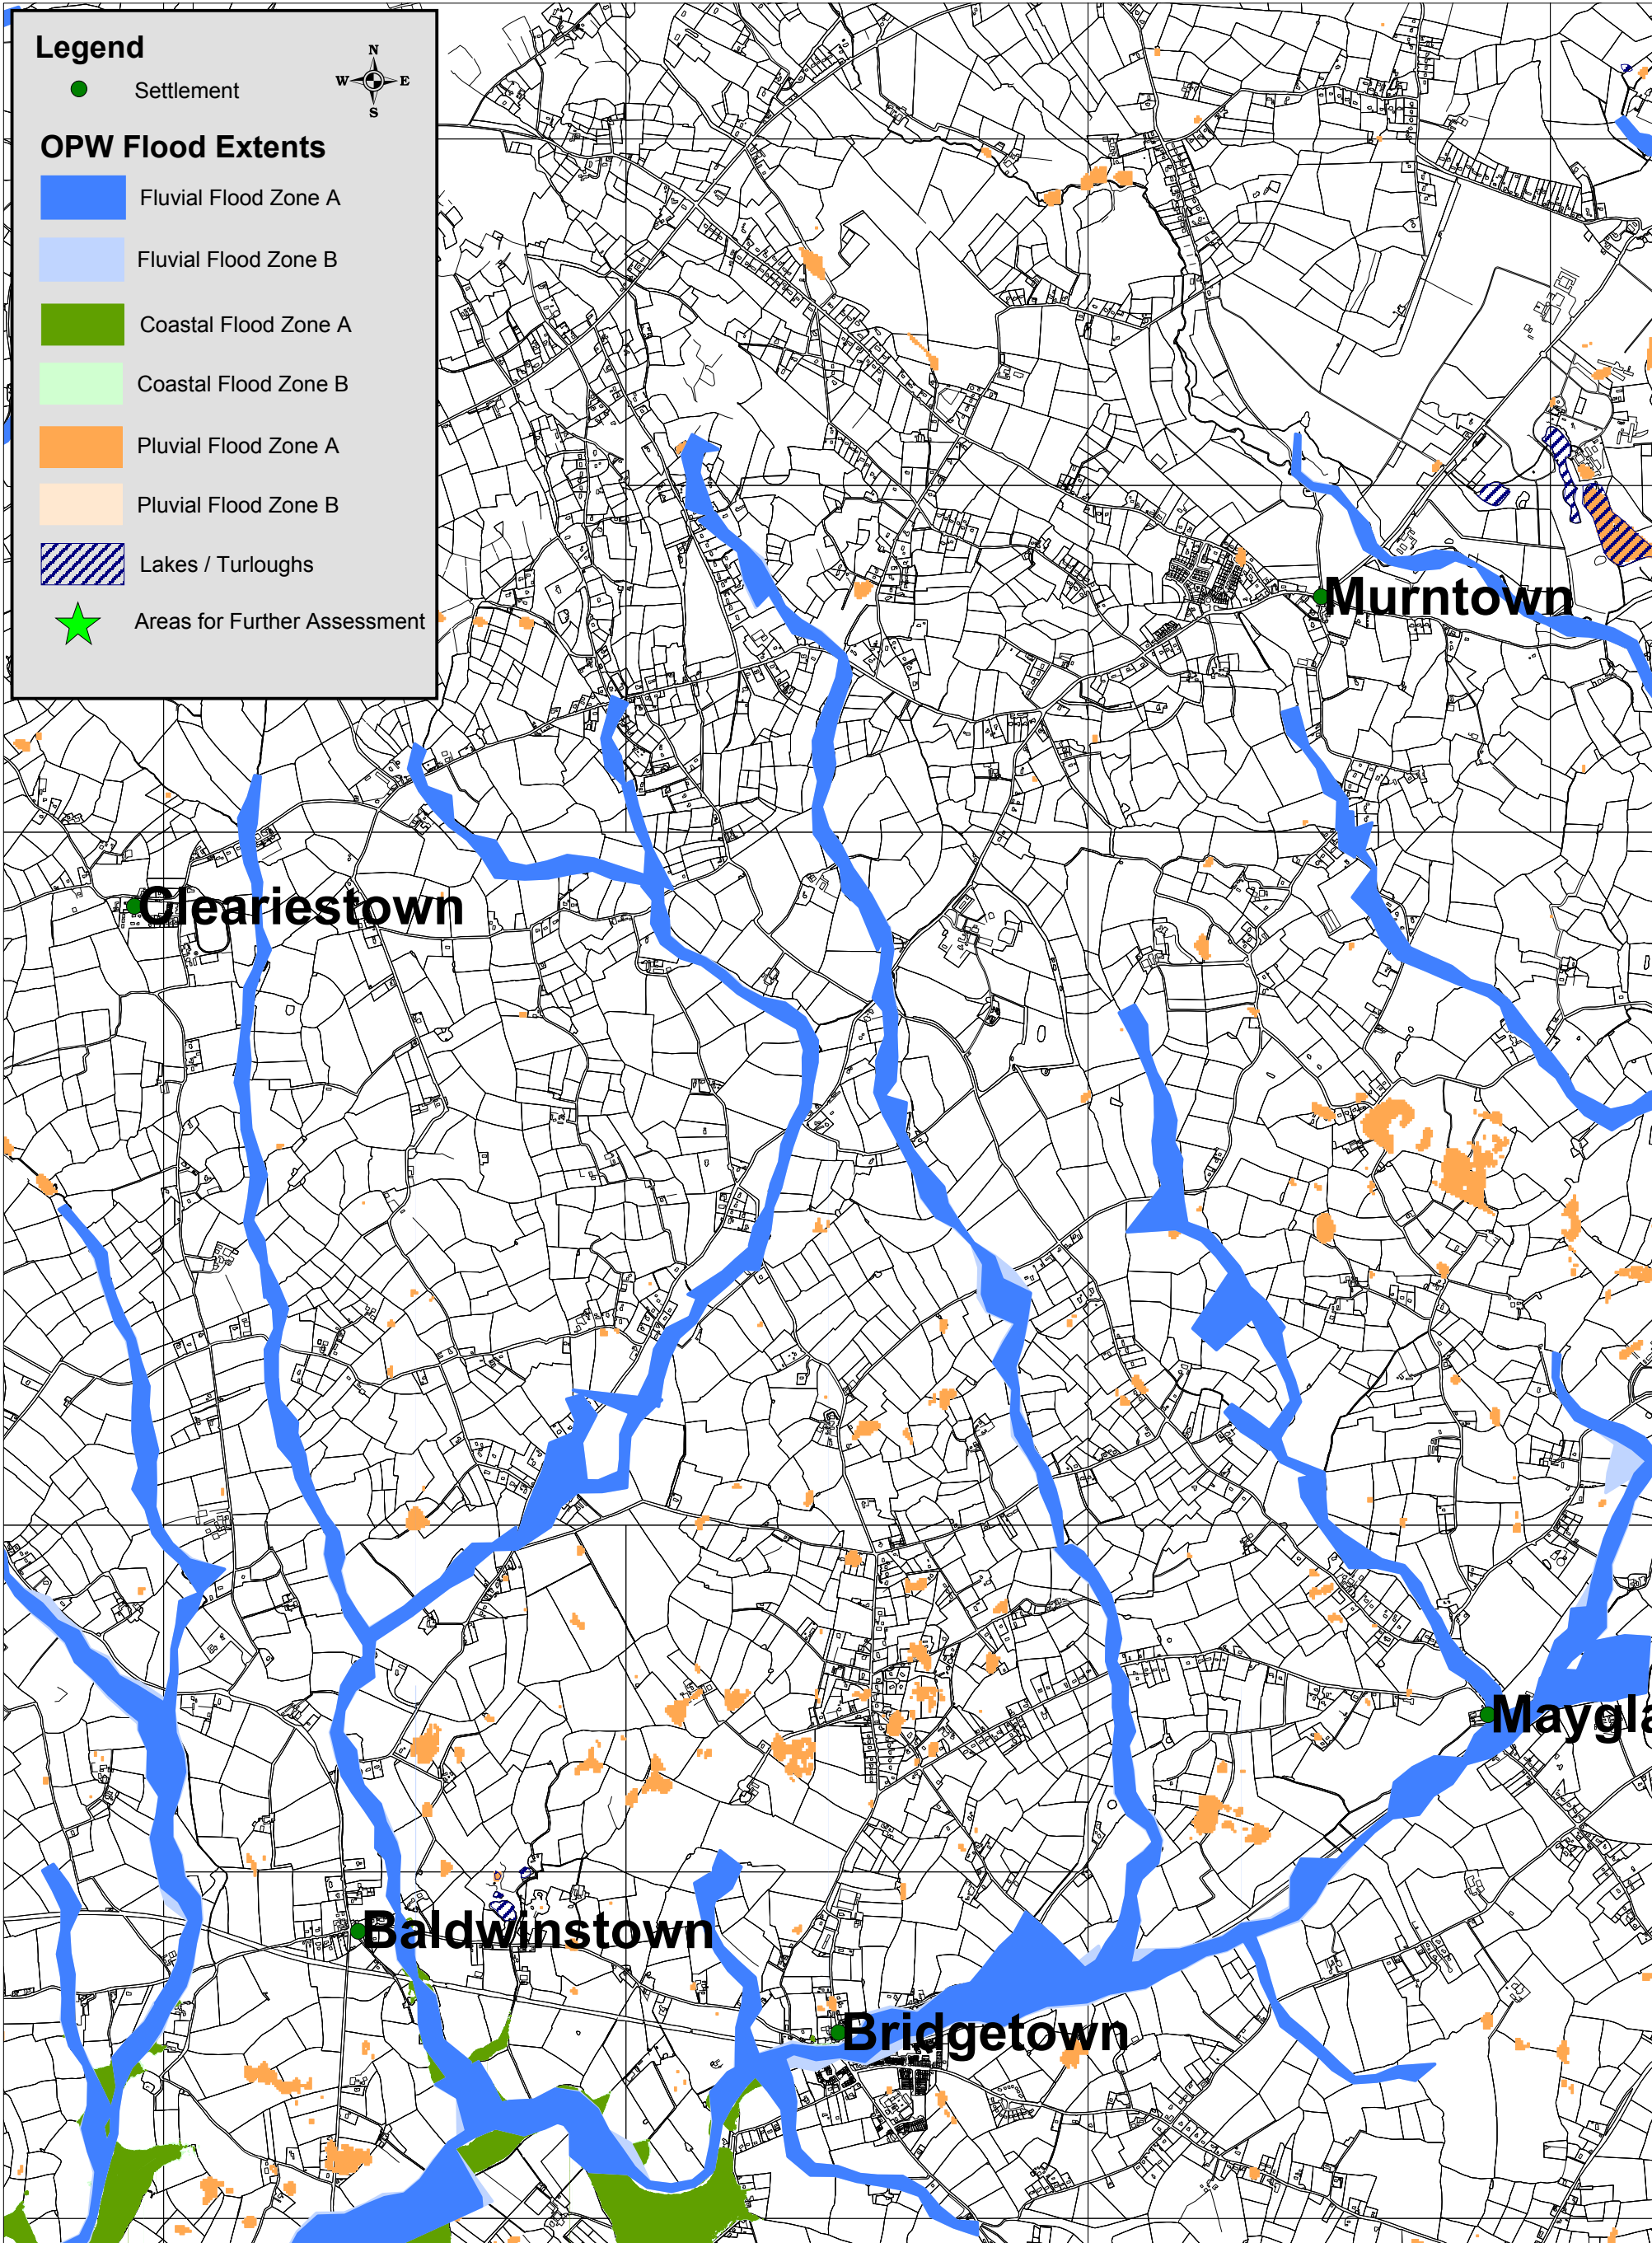 Legend
N
W E
S
Settlement
OPW Flood Extents
Fluvial Flood Zone A
Fluvial Flood Zone B
Coastal Flood Zone A
Coastal Flood Zone B
Pluvial Flood Zone A
Pluvial Flood Zone B
Lakes / Turloughs
Areas for Further Assessment
Murntown
Cleariestown
Maygla
Baldwinstown
Bridgetown